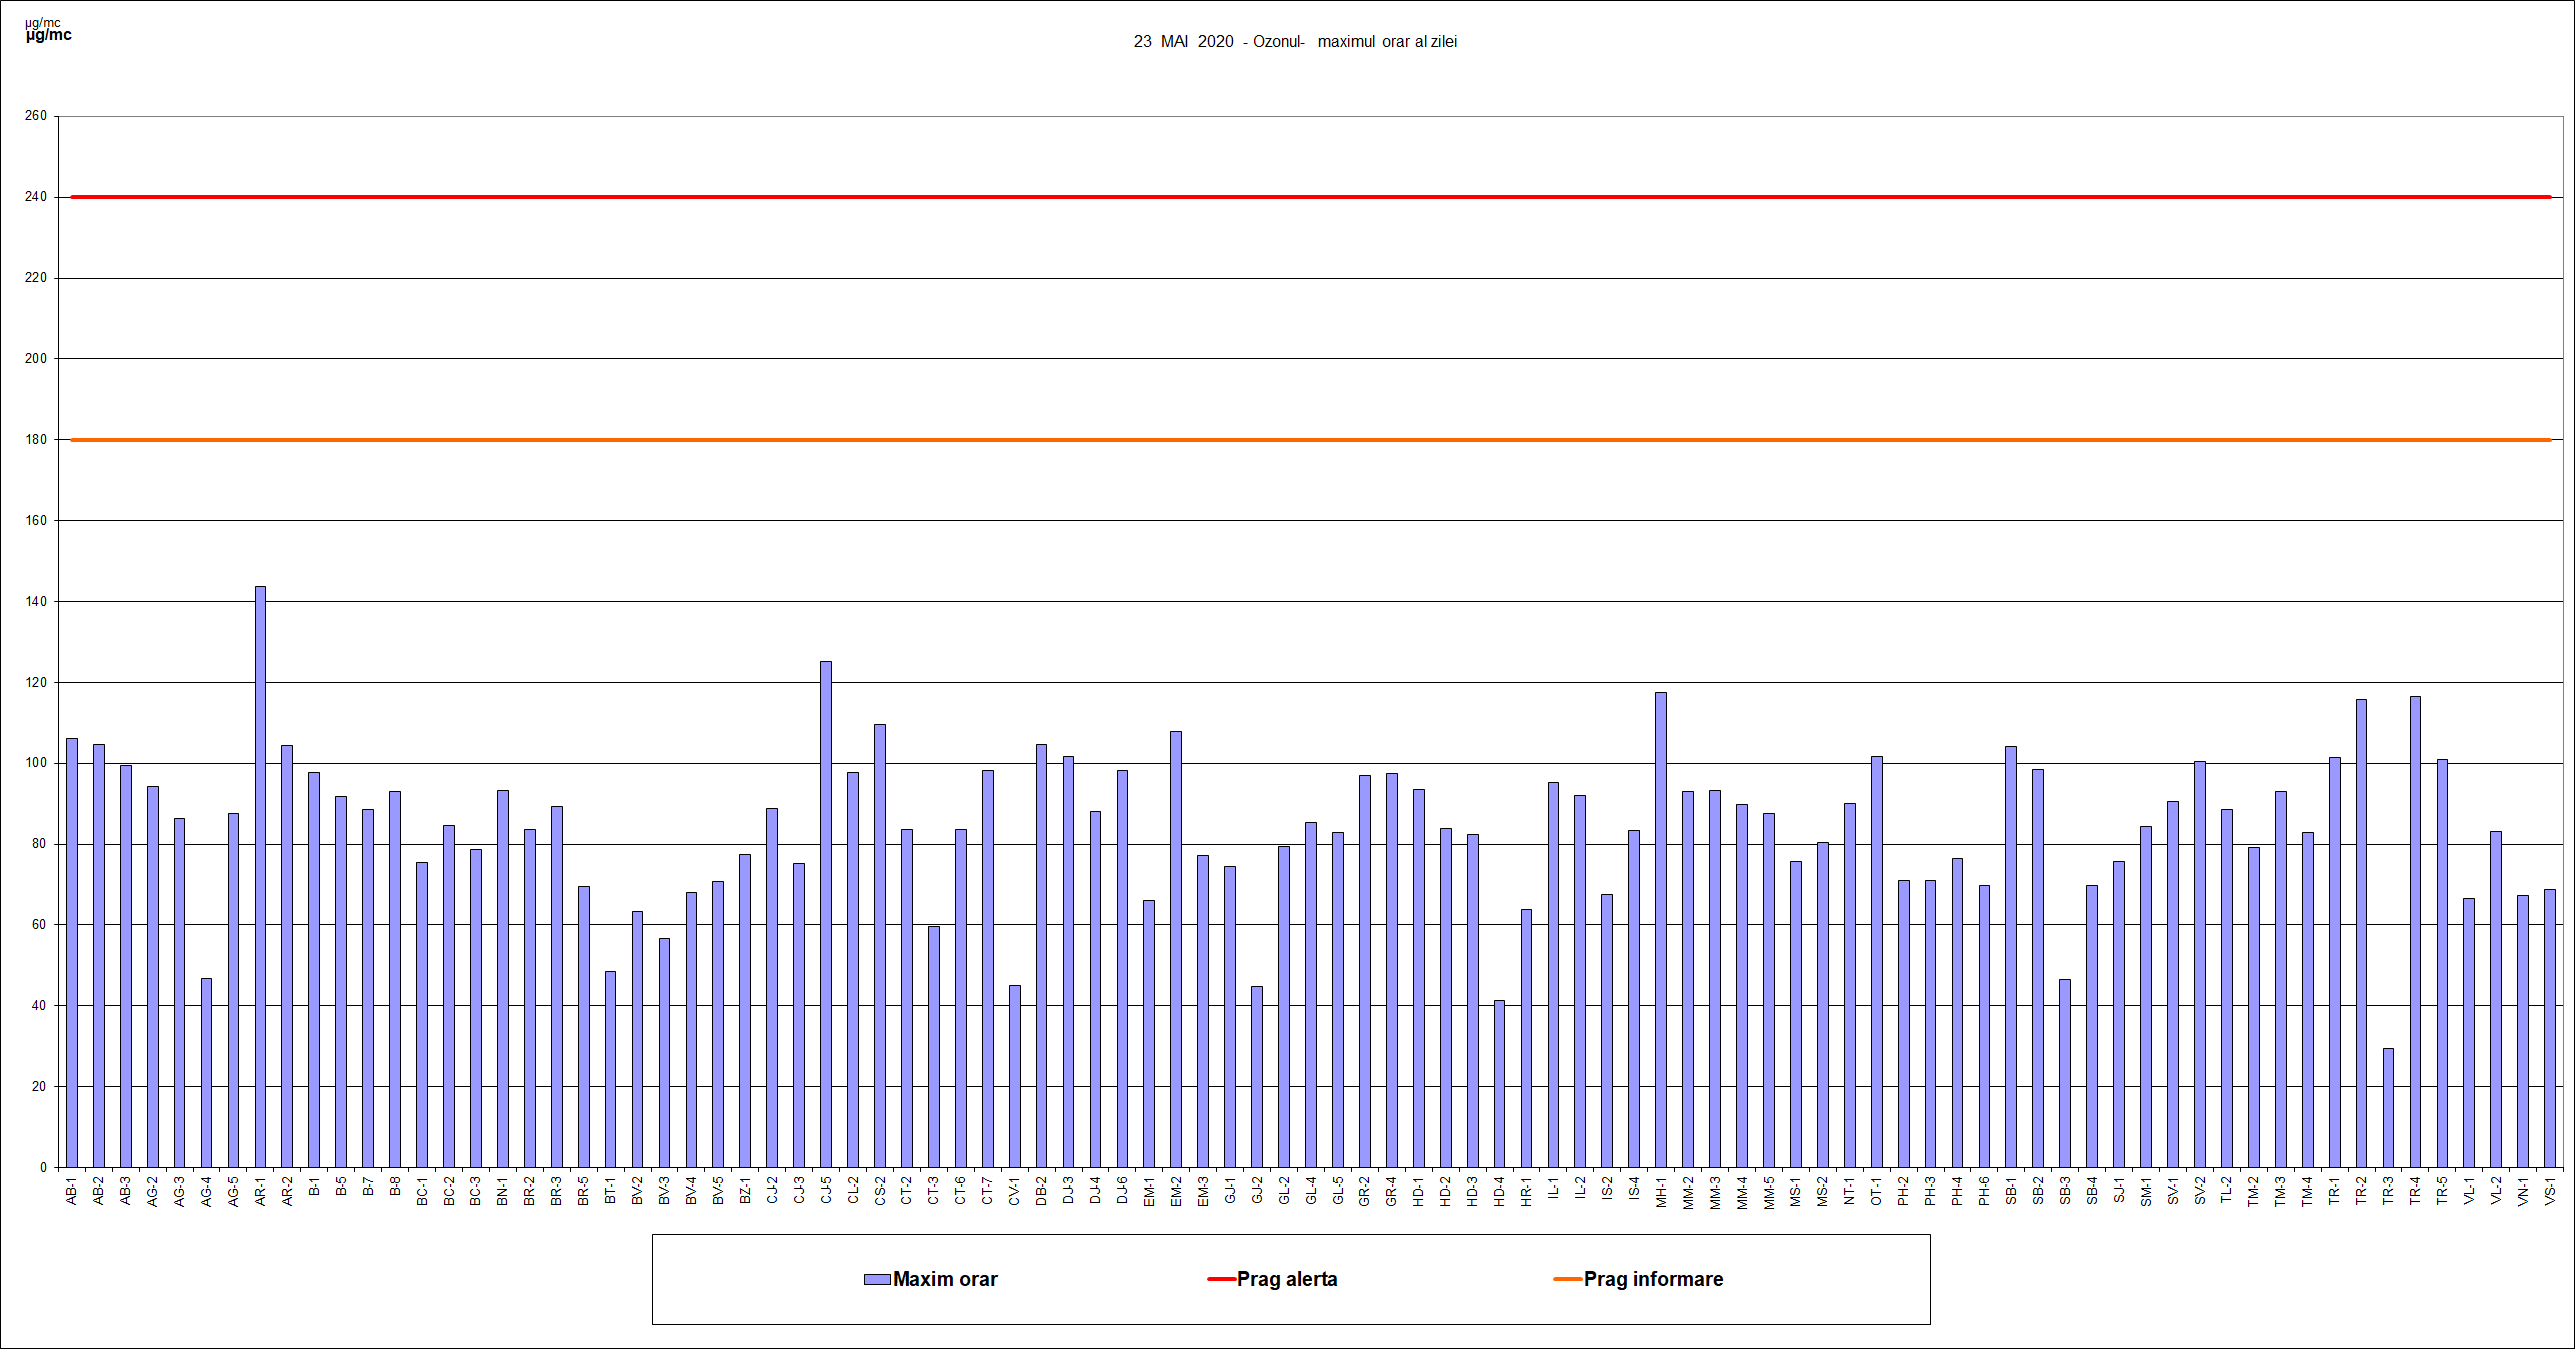 µg/mc
µg/mc
23 MAI 2020 - Ozonul- maximul orar al zilei
260
240
220
200
180
160
140
120
100
80
60
40
20
0
AB-1 AB-2 AB-3 AG-2 AG-3 AG-4 AG-5 AR-1 AR-2 B-1 B-5 B-7 B-8 BC-1 BC-2 BC-3 BN-1 BR-2 BR-3 BR-5 BT-1 BV-2 BV-3 BV-4 BV-5 BZ-1 CJ-2 CJ-3 CJ-5 CL-2 CS-2 CT-2 CT-3 CT-6 CT-7 CV-1 DB-2 DJ-3 DJ-4 DJ-6 EM-1 EM-2 EM-3 GJ-1 GJ-2 GL-2 GL-4 GL-5 GR-2 GR-4 HD-1 HD-2 HD-3 HD-4 HR-1 IL-1 IL-2 IS-2 IS-4 MH-1 MM-2 MM-3 MM-4 MM-5 MS-1 MS-2 NT-1 OT-1 PH-2 PH-3 PH-4 PH-6 SB-1 SB-2 SB-3 SB-4 SJ-1 SM-1 SV-1 SV-2 TL-2 TM-2 TM-3 TM-4 TR-1 TR-2 TR-3 TR-4 TR-5 VL-1 VL-2 VN-1 VS-1
Maxim orar Prag alerta Prag informare